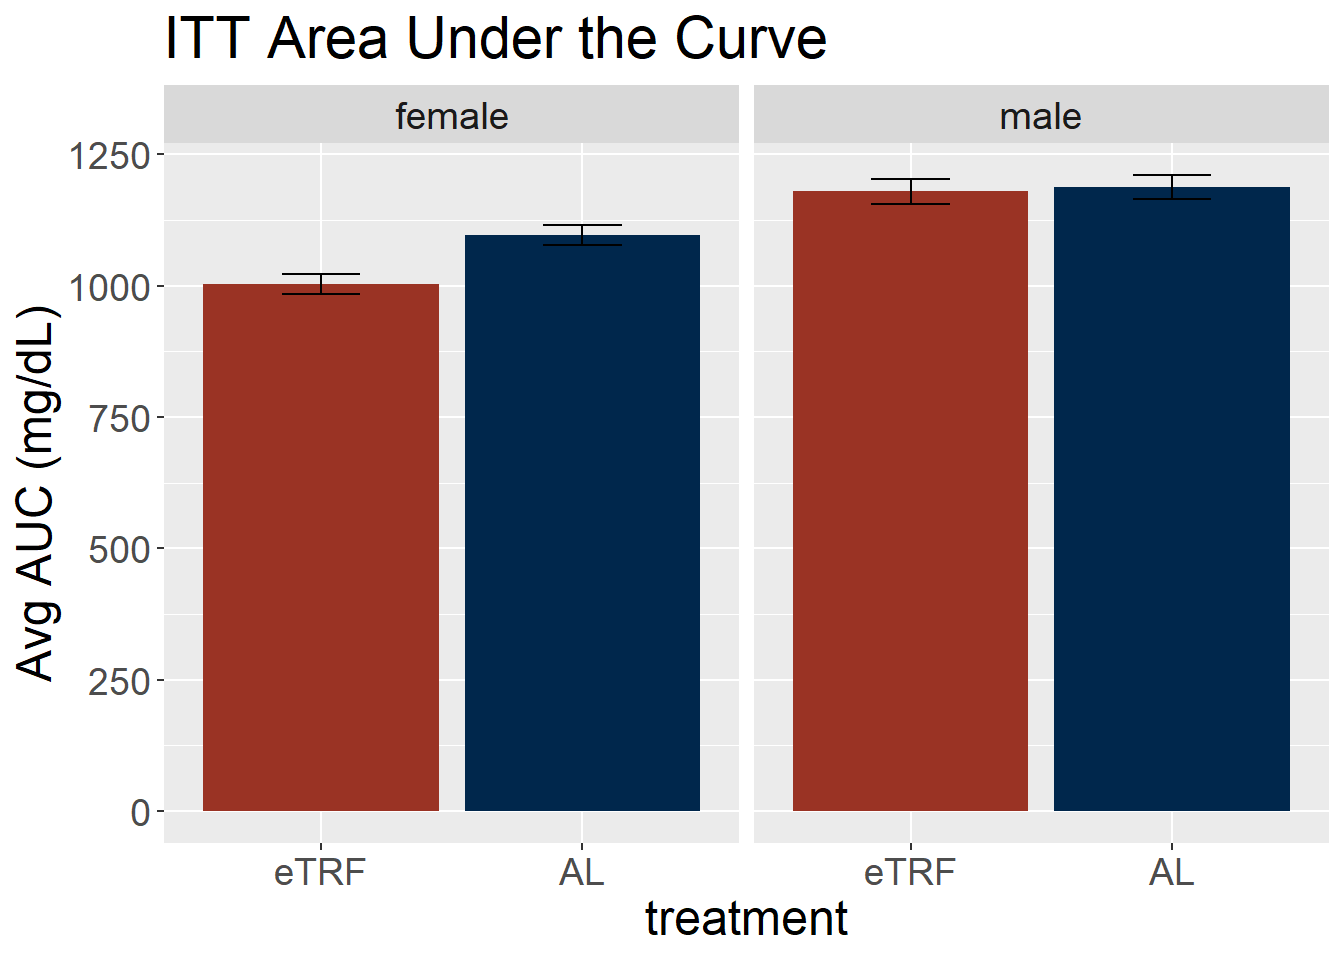 ITT Area Under the Curve
female
male
Avg AUC (mg/dL)
1250
1000
750
500
250
0
eTRF
AL
eTRF
AL
treatment